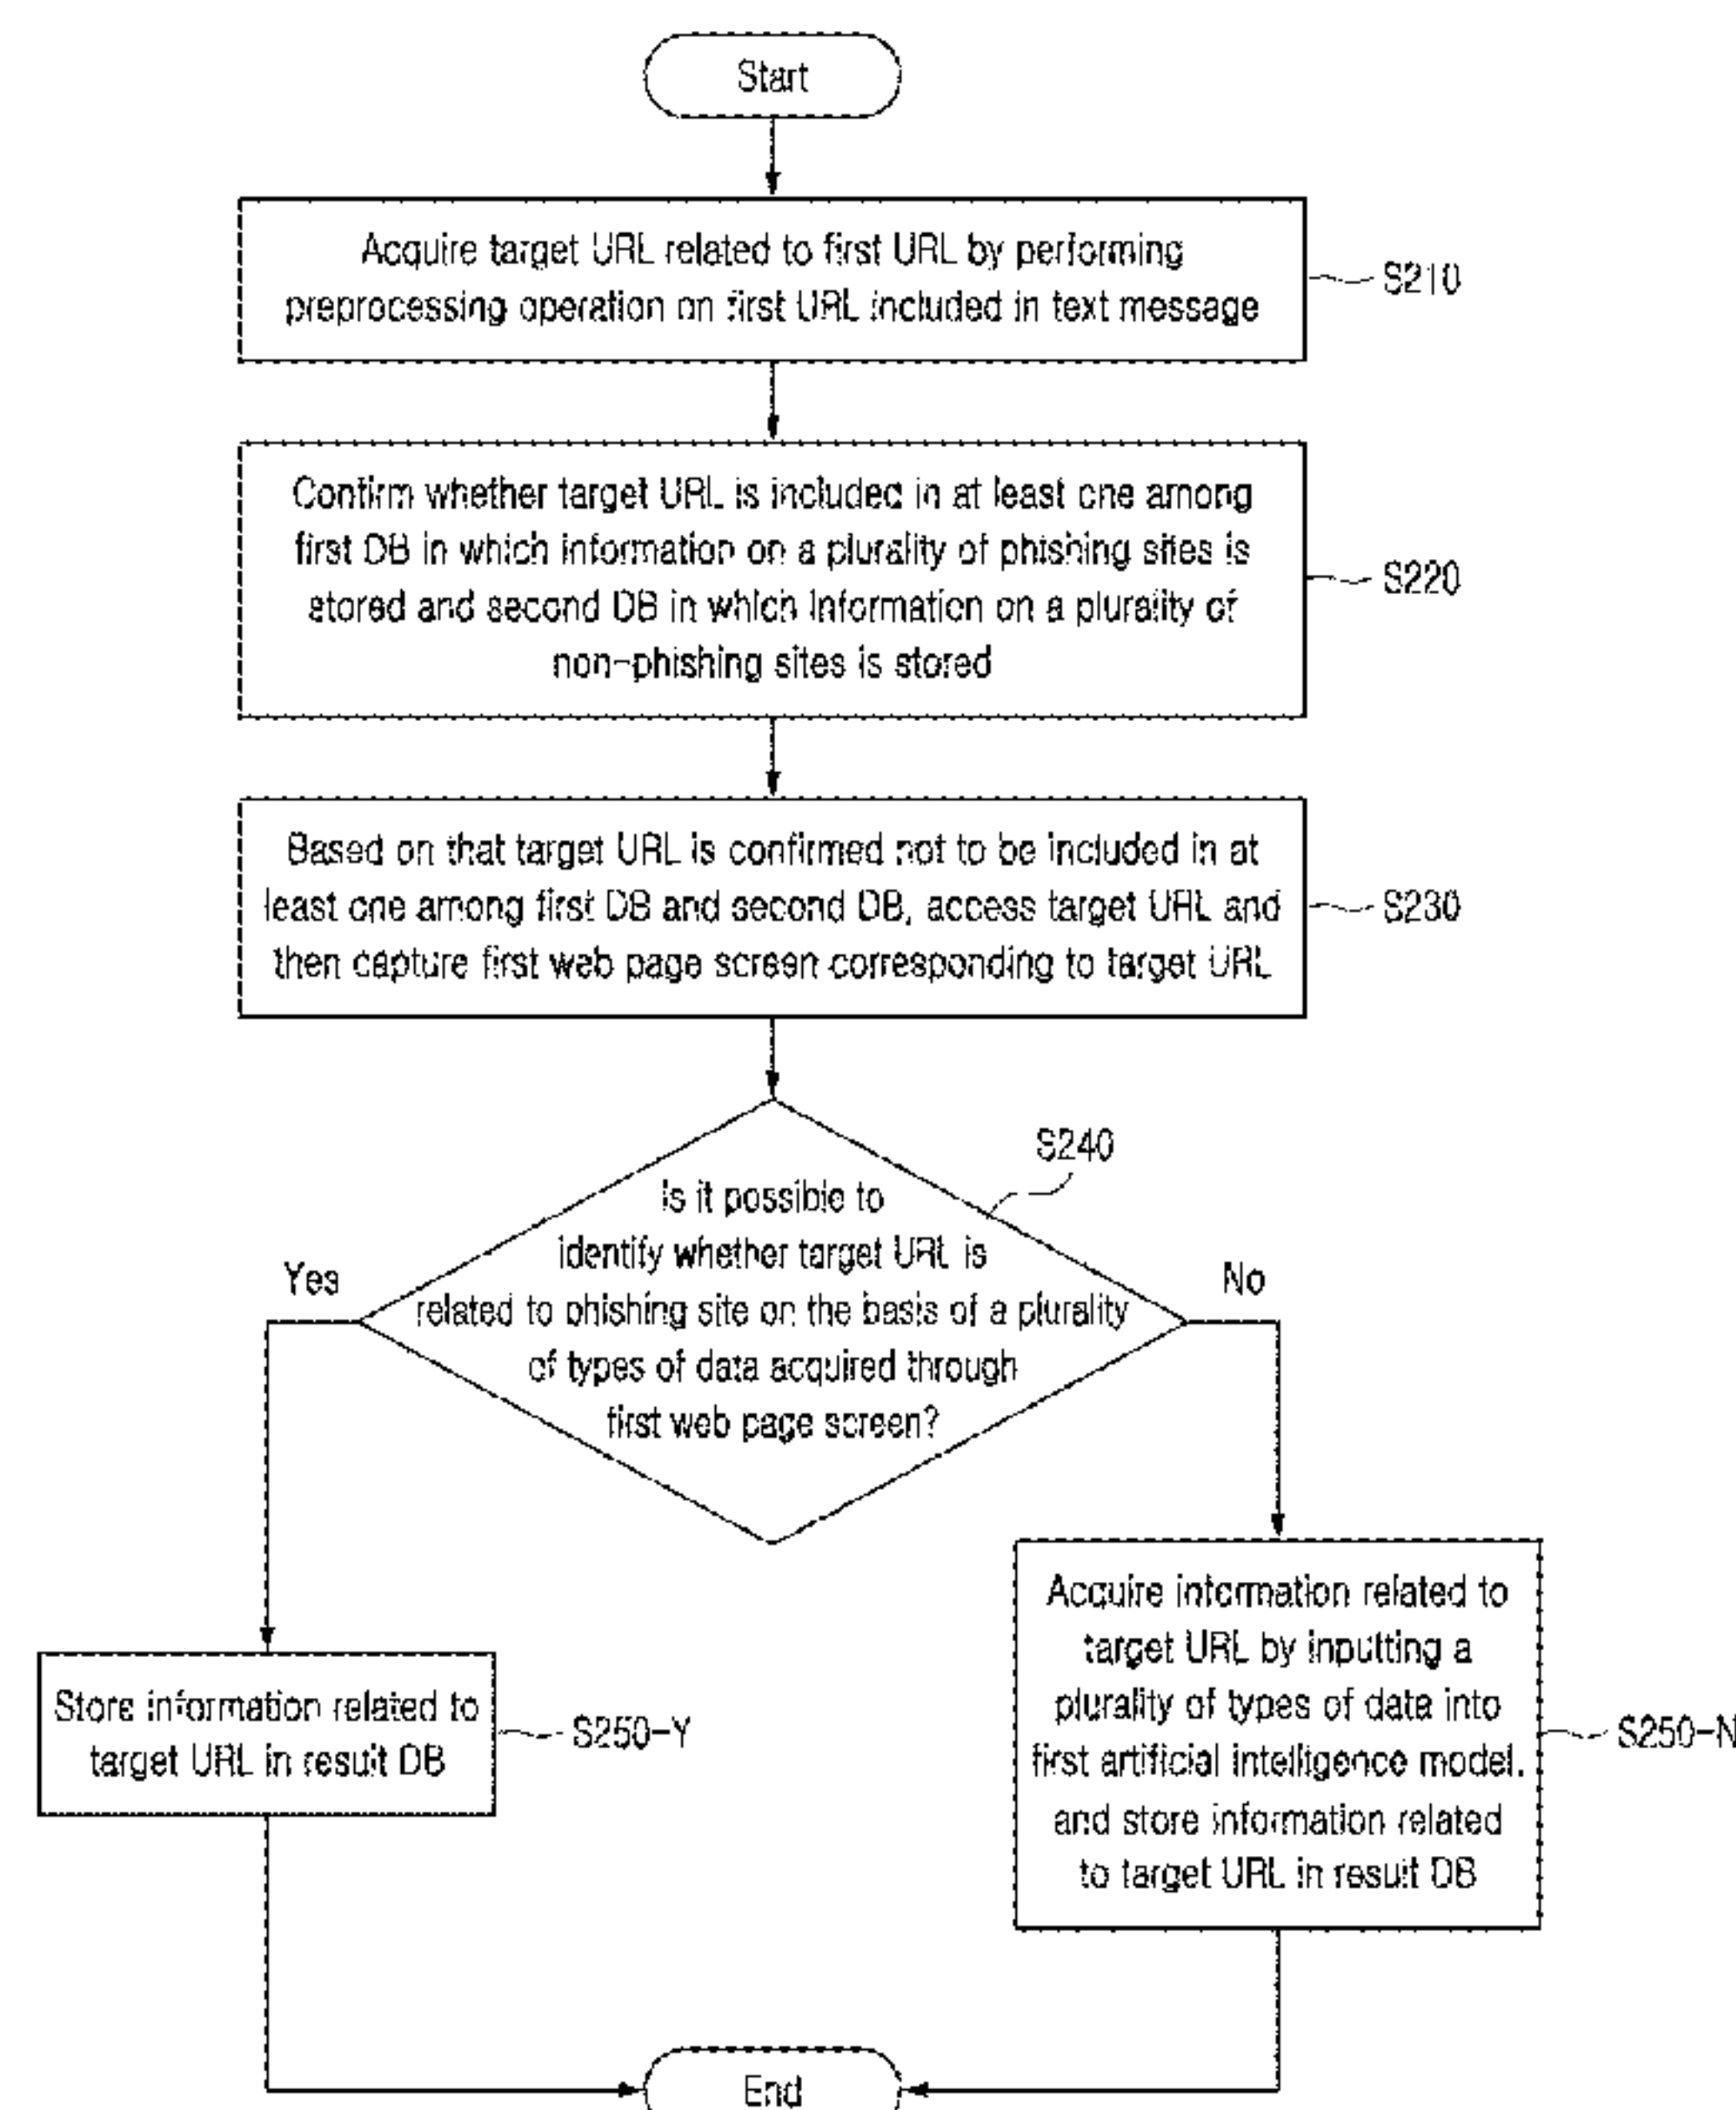 Start
Acquire target URL related to first URL by performing
preprocessing operation on first URL included in text message
S210
Confirm whether target URL is included in at least one among
first DB in which information on a plurality of phishing sites is
stored and second DB in which information on a plurality of
non-phishing sites is stored
S220
Based on that target URL is confirmed not to be included in at
least one among first DB and second DB, access target URL and
then capture first web page screen corresponding to target URL
S230
S240
Is it possible to
identify whether target URL is
related to phishing site on the basis of a plurality
of types of data acquired through
first web page screen?
Yes
No
Store information related to
target URL in result DB
S250-Y
Acquire information related to
target URL by inputting a
plurality of types of data into
first artificial intelligence model,
and store information related
to target URL in result DB
S250-N
End